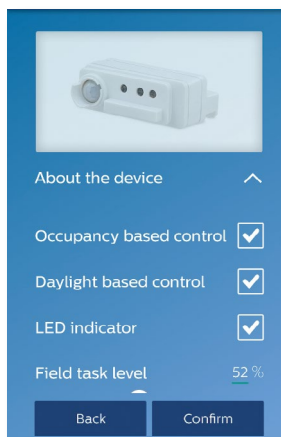 About the device
Occupancy based control
Daylight based control
LED indicator
Field task level 52 %
Back Confirm